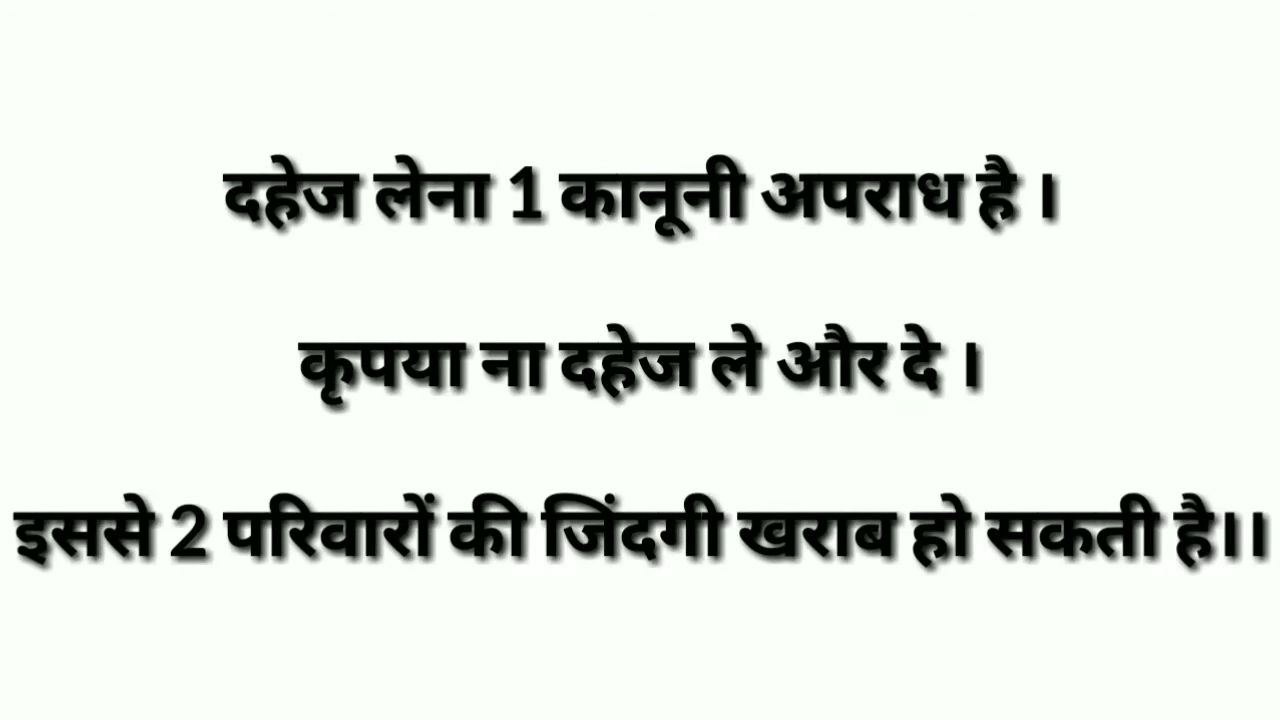 दहेज लेना 1 कानूनी अपराध है ।
कृपया ना दहेज ले और दे ।
इससे 2 परिवारों की जिंदगी खराब हो सकती है।।